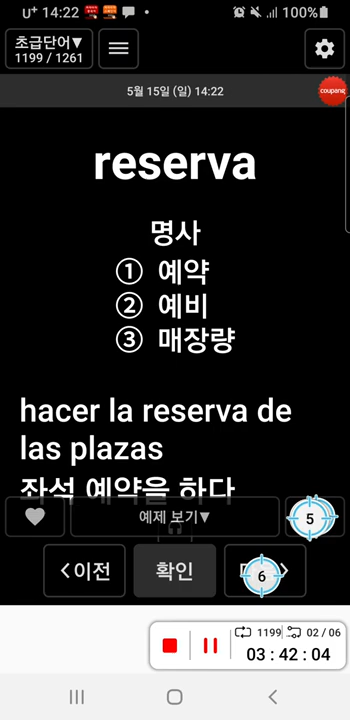 U+ 14:22 100%
초급단어▼
1199 / 1261
5월 15일 (일) 14:22
coupang
reserva
명사
① 예약
② 예비
③ 매장량
hacer la reserva de
las plazas
좌석 예약을 하다
예제 보기▼
5
<이전
확인
6
1199 02 / 06
03 : 42 : 04